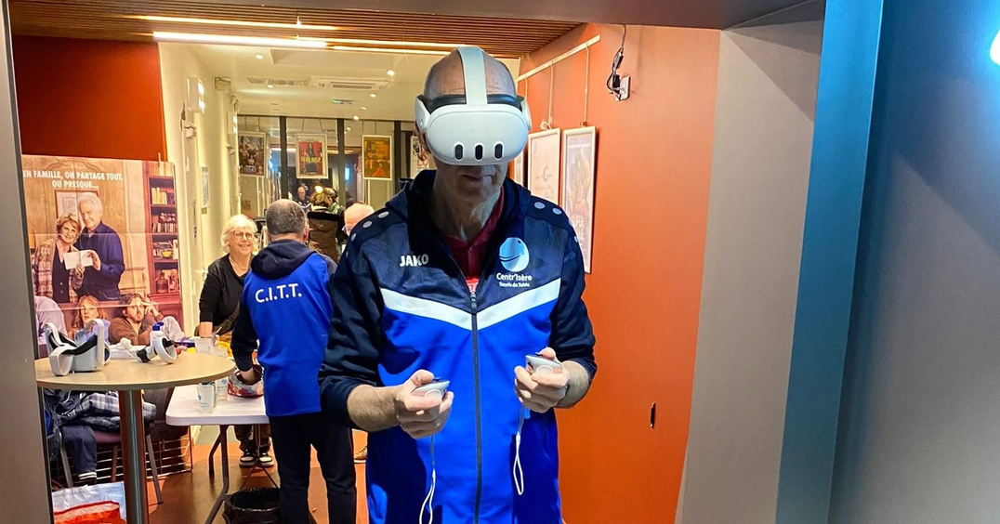 EN FAMILLE, ON PARTAGE TOUT,
OU PRESQUE...
C.I.T.T.
JAKO
Centr'Isère
Tennis de Table